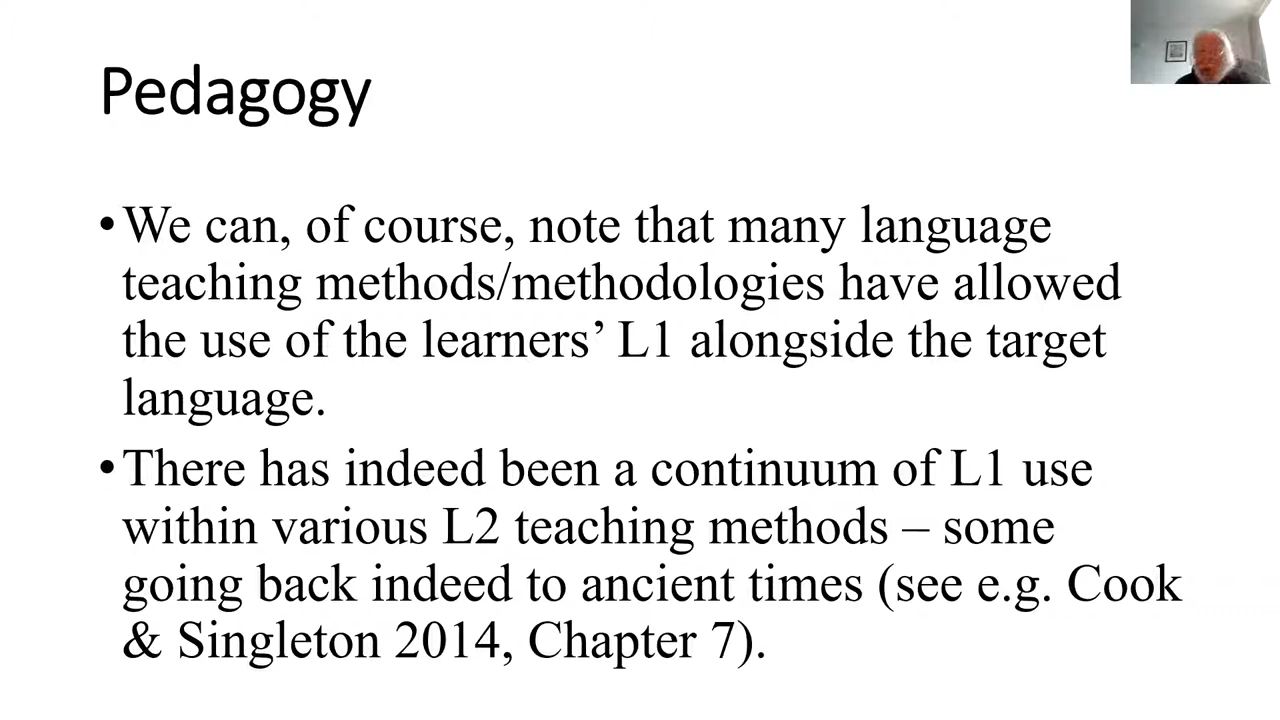 Pedagogy
•We can, of course, note that many language
teaching methods/methodologies have allowed
the use of the learners’ L1 alongside the target
language.
•There has indeed been a continuum of L1 use
within various L2 teaching methods – some
going back indeed to ancient times (see e.g. Cook
& Singleton 2014, Chapter 7).